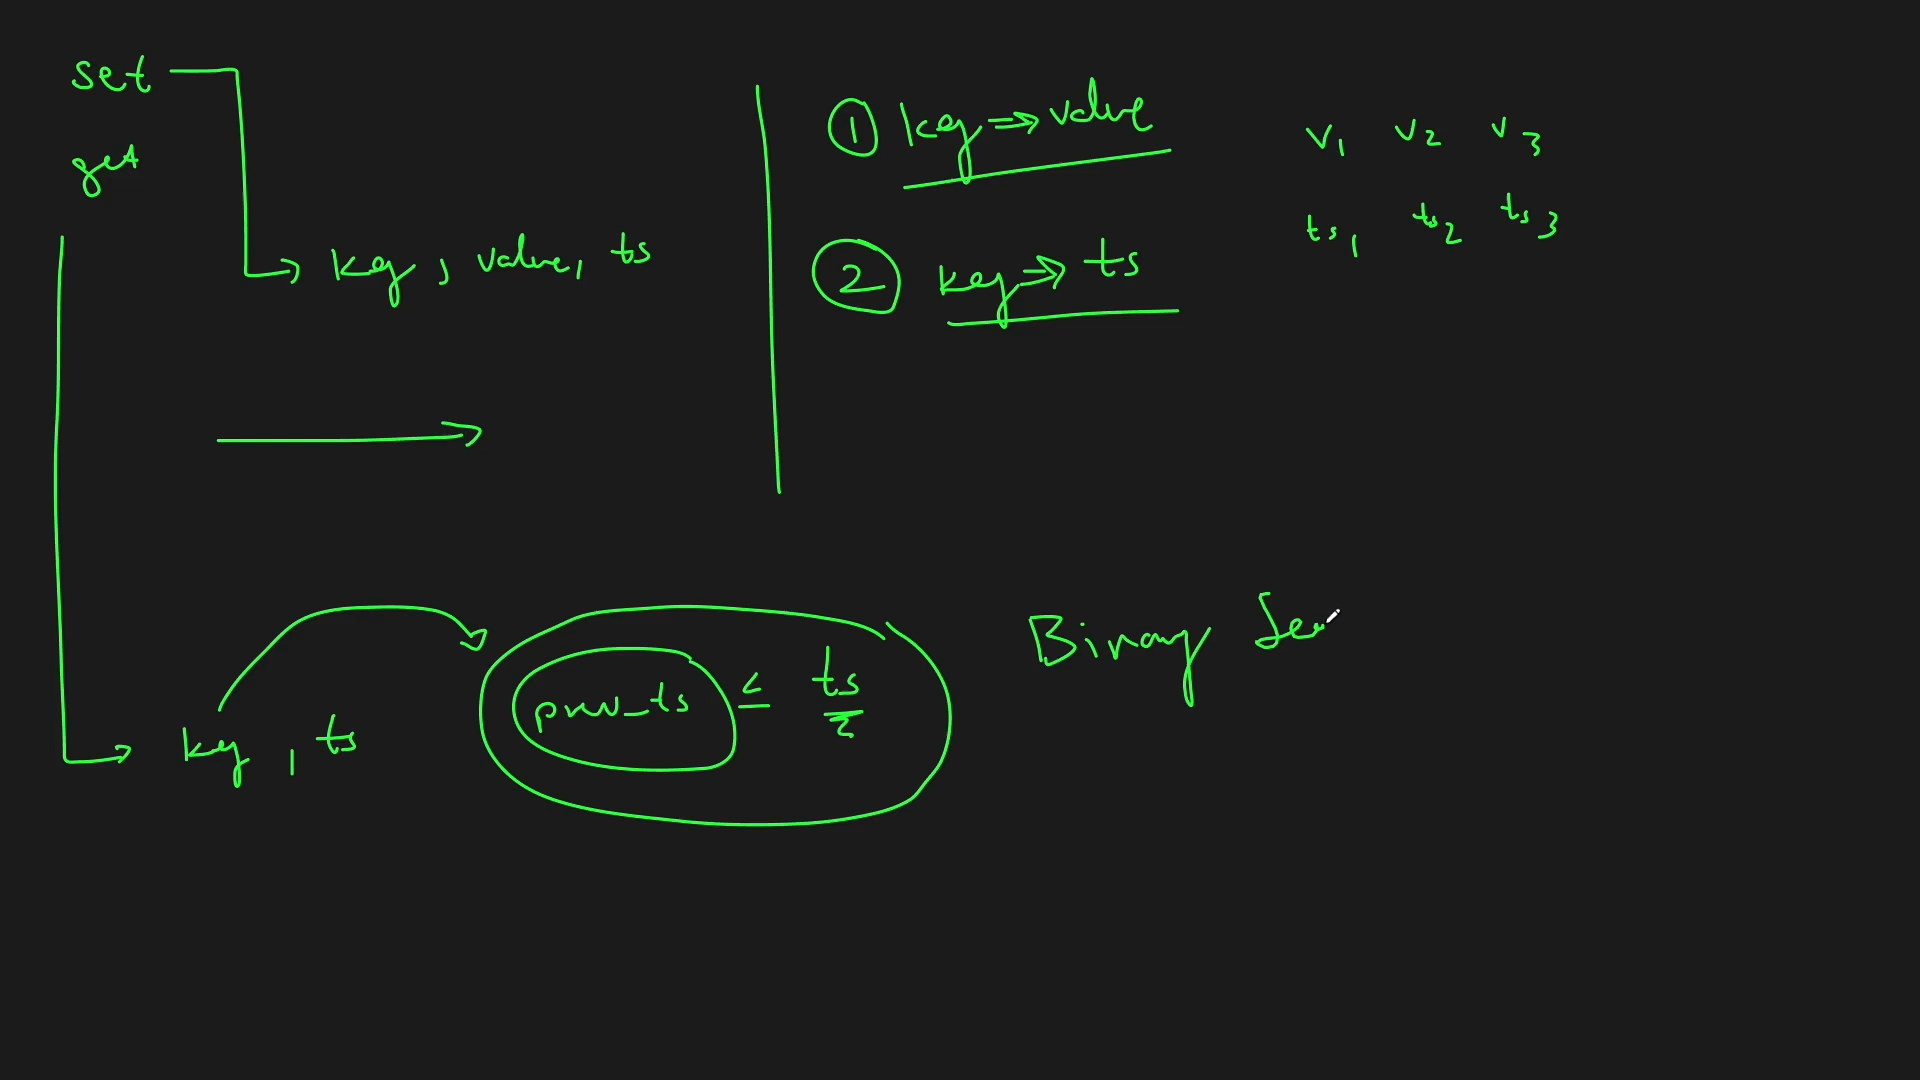 set
get
key, value, ts
① key ⇒ value
② key ⇒ ts
v1 v2 v3
ts1 ts2 ts3
key, ts
prev_ts ≤ ts
Binary Sea